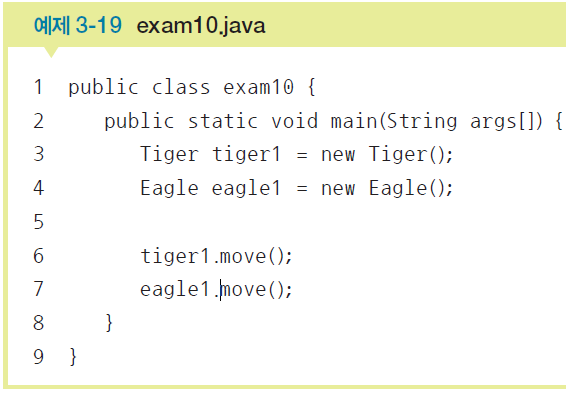 예제 3-19 exam10.java
1 public class exam10 {
2 public static void main(String args[]) {
3 Tiger tiger1 = new Tiger();
4 Eagle eagle1 = new Eagle();
5
6 tiger1.move();
7 eagle1.move();
8 }
9 }